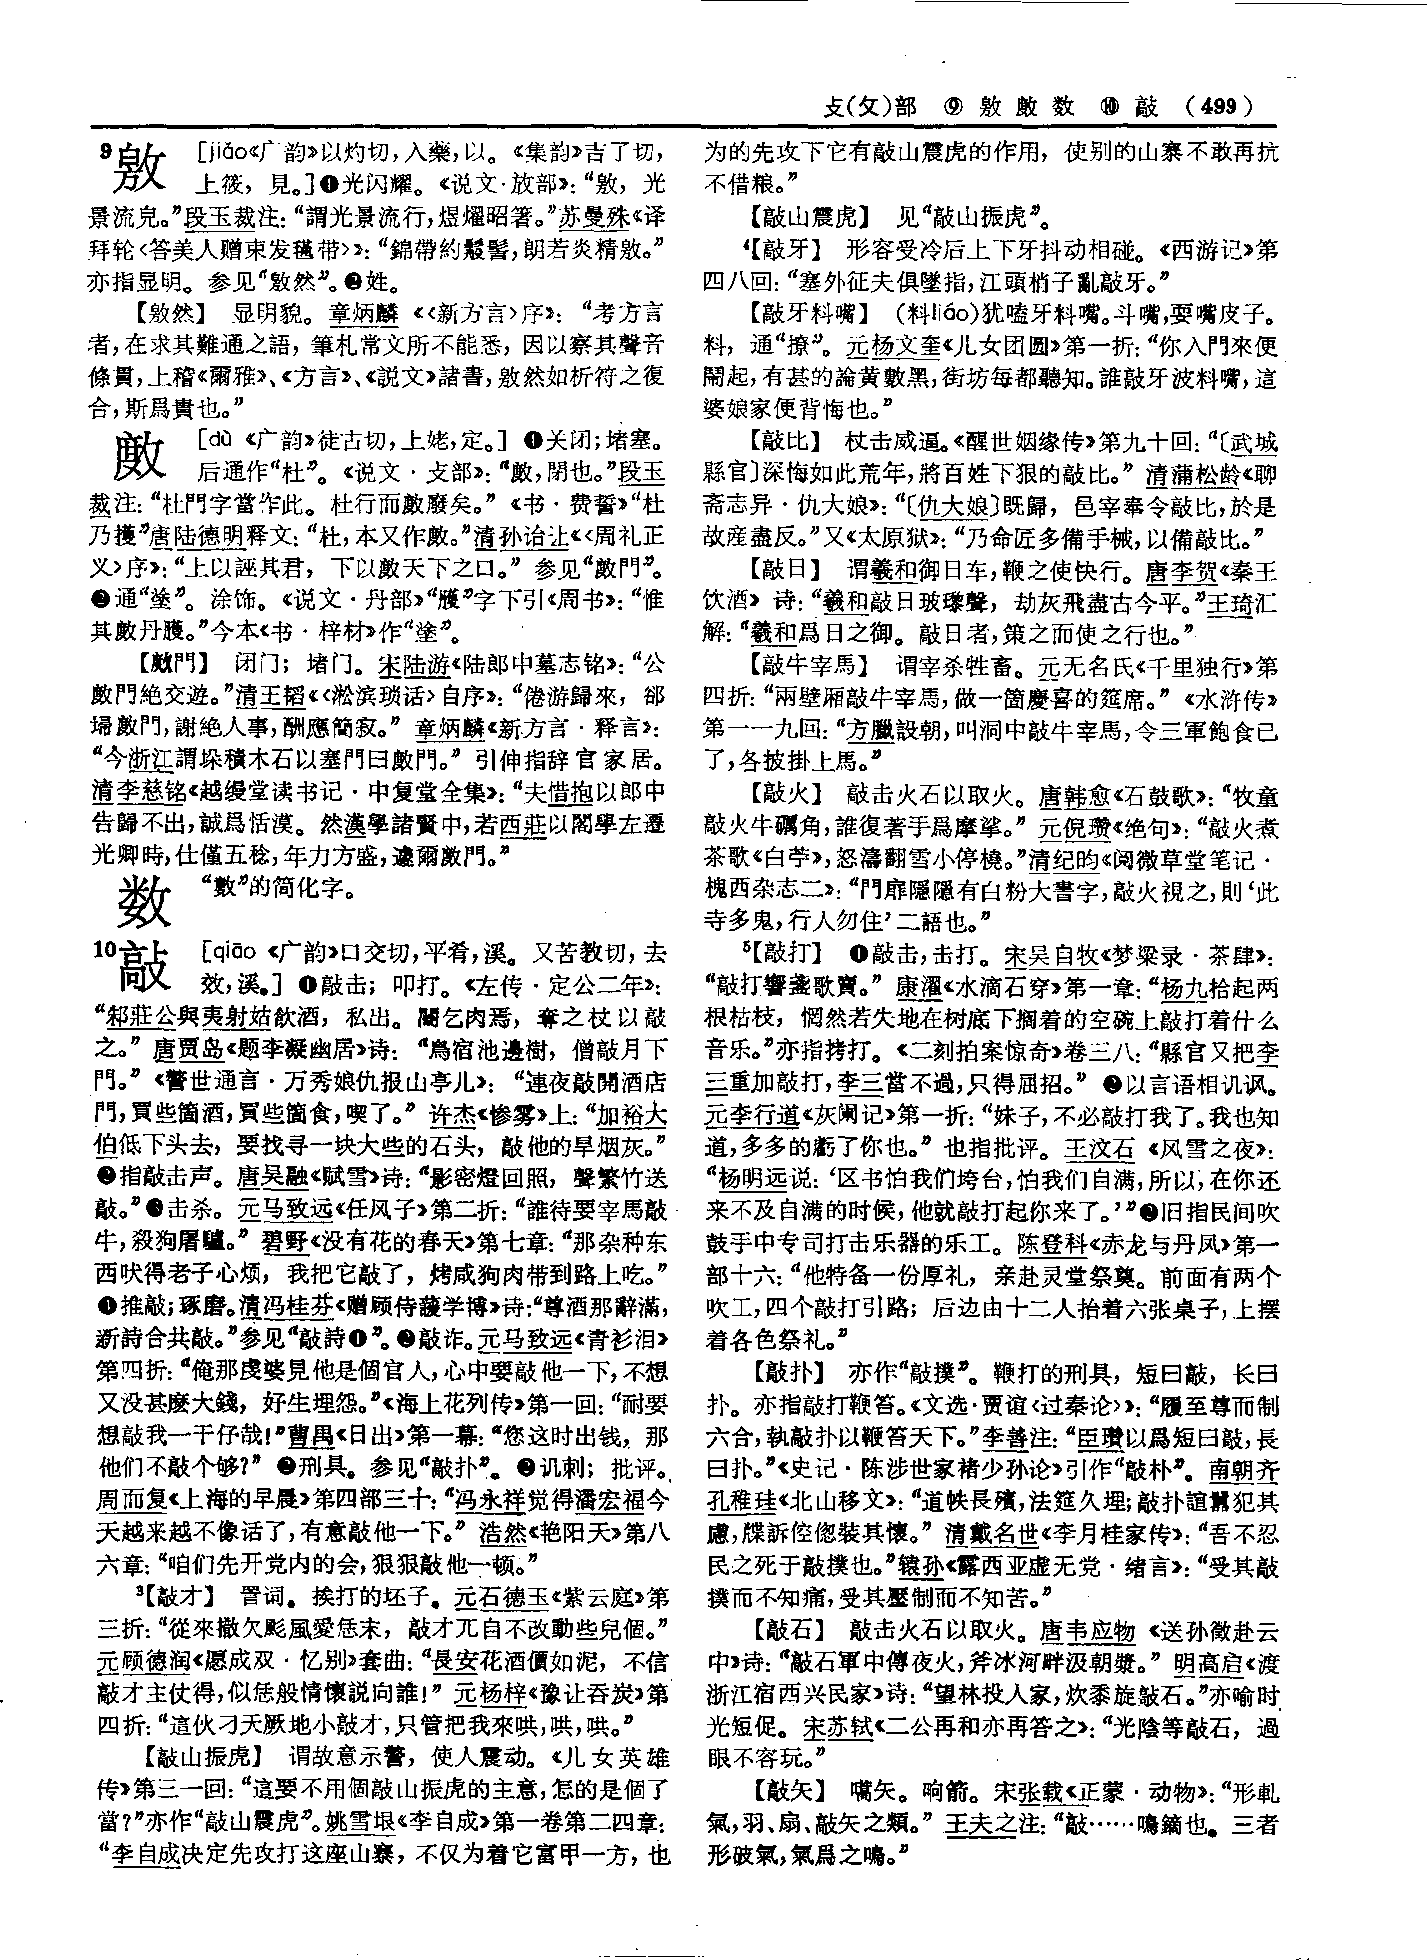 攴(攵)部 ⑨ 敫 敺 数 ⑩ 敲 (499)
9敫 [jiǎo《广韵》以灼切,入藥,以。《集韵》吉了切,
上筱,見。]❶光闪耀。《说文·放部》:“敫,光
景流皃。”段玉裁注:“謂光景流行,煜燿昭箸。”苏曼殊《译
拜轮〈答美人赠束发𣰽带〉》:“錦帶約鬒髻,朗若炎精敫。”
亦指显明。参见“敫然”。❷姓。
【敫然】 显明貌。章炳麟《〈新方言〉序》:“考方言
者,在求其難通之語,筆札常文所不能悉,因以察其聲音
條貫,上稽《爾雅》、《方言》、《說文》諸書,敫然如析符之復
合,斯爲貴也。”
敷 [dù《广韵》徒古切,上姥,定。] ❶关闭;堵塞。
后通作“杜”。《说文·攴部》:“𢾖,閉也。”段玉
裁注:“杜門字當作此。杜行而𢾖廢矣。”《书·费誓》“杜
乃擭”唐陆德明释文:“杜,本又作𢾖。”清孙诒让《〈周礼正
义〉序》:“上以誣其君,下以𢾖天下之口。”参见“𢾖門”。
❷通“塗”。涂饰。《说文·丹部》“雘”字下引《周书》:“惟
其𢾖丹雘。”今本《书·梓材》作“塗”。
【𢾖門】 闭门;堵门。宋陆游《陆郎中墓志铭》:“公
𢾖門絶交遊。”清王韬《〈淞滨琐话〉自序》:“倦游歸來,郤
埽𢾖門,謝絶人事,酬應簡寂。”章炳麟《新方言·释言》:
“今浙江謂垛積木石以塞門曰𢾖門。”引伸指辞官家居。
清李慈铭《越缦堂读书记·中复堂全集》:“夫惜抱以郎中
告歸不出,誠爲恬漠。然漢學諸賢中,若西莊以閣學左遷
光卿時,仕僅五稔,年力方盛,遽爾𢾖門。”
数 “數”的简化字。
10敲 [qiāo《广韵》口交切,平肴,溪。又苦教切,去
效,溪。] ❶敲击;叩打。《左传·定公二年》:
“邾莊公與夷射姑飲酒,私出。閽乞肉焉,奪之杖以敲
之。”唐贾岛《题李凝幽居》诗:“鳥宿池邊樹,僧敲月下
門。”《警世通言·万秀娘仇报山亭儿》:“連夜敲開酒店
門,買些箇酒,買些箇食,喫了。”许杰《惨雾》上:“加裕大
伯低下头去,要找寻一块大些的石头,敲他的旱烟灰。”
❷指敲击声。唐吴融《赋雪》诗:“影密燈回照,聲繁竹送
敲。”❸击杀。元马致远《任风子》第二折:“誰待要宰馬敲
牛,殺狗屠驢。”碧野《没有花的春天》第七章:“那杂种东
西吠得老子心烦,我把它敲了,烤咸狗肉带到路上吃。”
❹推敲;琢磨。清冯桂芬《赠顾侍䕶学博》诗:“尊酒那辭滿,
新詩合共敲。”参见“敲詩❶”。❺敲诈。元马致远《青衫泪》
第四折:“俺那虔婆見他是個官人,心中要敲他一下,不想
又没甚麽大錢,好生埋怨。”《海上花列传》第一回:“耐要
想敲我一干仔哉!”曹禺《日出》第一幕:“您这时出钱,那
他们不敲个够?”❻刑具。参见“敲扑”。❼讥刺;批评。
周而复《上海的早晨》第四部三十:“冯永祥觉得潘宏福今
天越来越不像话了,有意敲他一下。”浩然《艳阳天》第八
六章:“咱们先开党内的会,狠狠敲他一顿。”
3【敲才】 詈词。挨打的坯子。元石德玉《紫云庭》第
三折:“從來撒欠颩風愛恁末,敲才兀自不改動些兒個。”
元顾德润《愿成双·忆别》套曲:“長安花酒價如泥,不信
敲才主仗得,似恁般情懷說向誰!”元杨梓《豫让吞炭》第
四折:“這伙刁天厥地小敲才,只管把我來哄,哄,哄。”
【敲山振虎】 谓故意示警,使人震动。《儿女英雄
传》第三一回:“這要不用個敲山振虎的主意,怎的是個了
當?”亦作“敲山震虎”。姚雪垠《李自成》第一卷第二四章:
“李自成决定先攻打这座山寨,不仅为着它富甲一方,也
为的先攻下它有敲山震虎的作用,使别的山寨不敢再抗
不借粮。”
【敲山震虎】 见“敲山振虎”。
4【敲牙】 形容受冷后上下牙抖动相碰。《西游记》第
四八回:“塞外征夫俱墜指,江頭梢子亂敲牙。”
【敲牙料嘴】 (料liáo)犹嗑牙料嘴。斗嘴,耍嘴皮子。
料,通“撩”。元杨文奎《儿女团圆》第一折:“你入門來便
鬧起,有甚的論黄數黑,街坊每都聽知。誰敲牙波料嘴,這
婆娘家便背悔也。”
【敲比】 杖击威逼。《醒世姻缘传》第九十回:“〔武城
縣官〕深悔如此荒年,將百姓下狠的敲比。”清蒲松龄《聊
斋志异·仇大娘》:“〔仇大娘〕既歸,邑宰奉令敲比,於是
故産盡反。”又《太原狱》:“乃命匠多備手械,以備敲比。”
【敲日】 谓羲和御日车,鞭之使快行。唐李贺《秦王
饮酒》诗:“羲和敲日玻瓈聲,劫灰飛盡古今平。”王琦汇
解:“羲和爲日之御。敲日者,策之而使之行也。”
【敲牛宰馬】 谓宰杀牲畜。元无名氏《千里独行》第
四折:“兩壁廂敲牛宰馬,做一箇慶喜的筵席。”《水浒传》
第一一九回:“方臘設朝,叫洞中敲牛宰馬,令三軍飽食已
了,各披掛上馬。”
【敲火】 敲击火石以取火。唐韩愈《石鼓歌》:“牧童
敲火牛礪角,誰復著手爲摩挲。”元倪瓒《绝句》:“敲火煮
茶歌《白苧》,怒濤翻雪小停橈。”清纪昀《阅微草堂笔记·
槐西杂志二》:“門扉隱隱有白粉大書字,敲火視之,則‘此
寺多鬼,行人勿住’二語也。”
5【敲打】 ❶敲击,击打。宋吴自牧《梦粱录·茶肆》:
“敲打響盞歌賣。”康濯《水滴石穿》第一章:“杨九拾起两
根枯枝,惘然若失地在树底下搁着的空碗上敲打着什么
音乐。”亦指拷打。《二刻拍案惊奇》卷三八:“縣官又把李
三重加敲打,李三當不過,只得屈招。”❷以言语相讥讽。
元李行道《灰阑记》第一折:“妹子,不必敲打我了。我也知
道,多多的虧了你也。”也指批评。王汶石《风雪之夜》:
“杨明远说:‘区书怕我们垮台,怕我们自满,所以,在你还
来不及自满的时候,他就敲打起你来了。’”❸旧指民间吹
鼓手中专司打击乐器的乐工。陈登科《赤龙与丹凤》第一
部十六:“他特备一份厚礼,亲赴灵堂祭奠。前面有两个
吹工,四个敲打引路;后边由十二人抬着六张桌子,上摆
着各色祭礼。”
【敲扑】 亦作“敲撲”。鞭打的刑具,短曰敲,长曰
扑。亦指敲打鞭笞。《文选·贾谊〈过秦论〉》:“履至尊而制
六合,執敲扑以鞭笞天下。”李善注:“臣瓚以爲短曰敲,長
曰扑。”《史记·陈涉世家褚少孙论》引作“敲朴”。南朝齐
孔稚珪《北山移文》:“道帙長殯,法筵久埋;敲扑諠囂犯其
慮,牒訴倥傯裝其懷。”清戴名世《李月桂家传》:“吾不忍
民之死于敲撲也。”辕孙《露西亚虚无党·绪言》:“受其敲
撲而不知痛,受其壓制而不知苦。”
【敲石】 敲击火石以取火。唐韦应物《送孙徵赴云
中》诗:“敲石軍中傳夜火,斧冰河畔汲朝漿。”明高启《渡
浙江宿西兴民家》诗:“望林投人家,炊黍旋敲石。”亦喻时
光短促。宋苏轼《二公再和亦再答之》:“光陰等敲石,過
眼不容玩。”
【敲矢】 嚆矢。响箭。宋张载《正蒙·动物》:“形軋
氣,羽、扇、敲矢之類。”王夫之注:“敲……鳴鏑也。三者
形破氣,氣爲之鳴。”